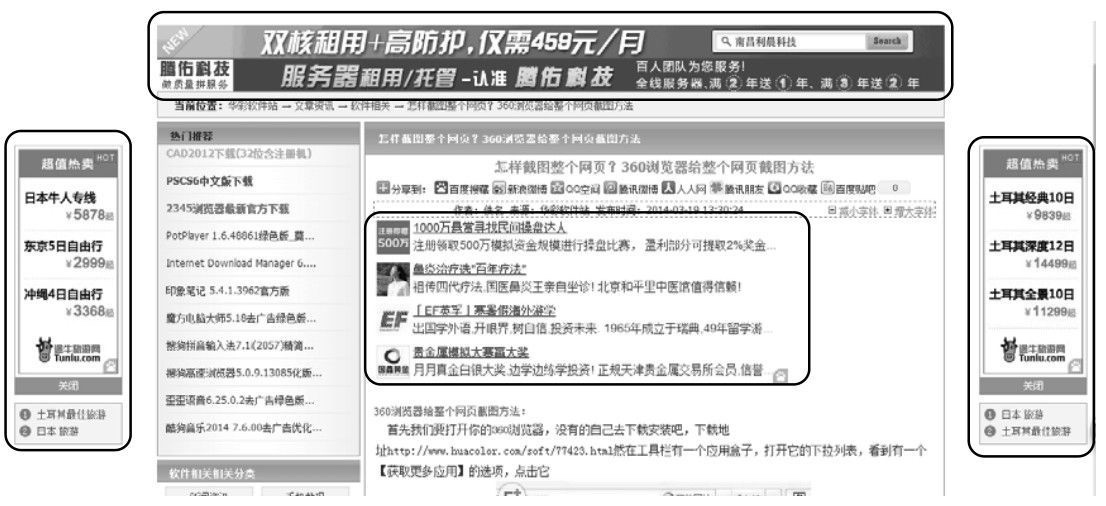 NEW
双核租用+高防护,仅需459元/月
南昌利晨科技
Search
腾佑科技
服务器租用/托管-认准 腾佑科技
百人团队为您服务!
全线服务器,满②年送①年、满③年送②年
当前位置: 华彩软件站 → 文章资讯 → 软件相关 → 怎样截图整个网页? 360浏览器给整个网页截图方法
超值热卖 HOT
日本牛人专线
¥5878起
东京5日自由行
¥2999起
冲绳4日自由行
¥3368起
途牛旅游网
Tuniu.com
关闭
① 土耳其最佳旅游
② 日本 旅游
热门推荐
CAD2012下载(32位含注册机)
PSCS6中文版下载
2345浏览器最新官方下载
PotPlayer 1.6.48861绿色版_莫...
Internet Download Manager 6....
印象笔记 5.4.1.3962官方版
魔方电脑大师5.18去广告绿色版...
搜狗拼音输入法7.1(2057)精简...
搜狗高速浏览器5.0.9.13085化版...
歪歪语音6.25.0.2去广告绿色版...
酷狗音乐2014 7.6.00去广告优化...
软件相关相关分类
怎样截图整个网页? 360浏览器给整个网页截图方法
怎样截图整个网页? 360浏览器给整个网页截图方法
分享到: 百度搜藏 新浪微博 QQ空间 腾讯微博 人人网 腾讯朋友 QQ收藏 百度贴吧 0
作者: 佚名 来源: 华彩软件站 发布时间: 2014-03-19 13:30:24
减小字体 增大字体
注册即赠
500万
1000万悬赏寻找民间操盘达人
注册领取500万模拟资金规模进行操盘比赛， 盈利部分可提取2%奖金...
鼻炎治疗选"百年疗法"
祖传四代疗法,国医鼻炎王亲自坐诊! 北京和平里中医馆值得信赖!
EF
「EF英孚」寒暑假海外游学
出国学外语,开眼界,树自信,投资未来. 1965年成立于瑞典,49年留学游...
国鑫黄金
贵金属模拟大赛赢大奖
月月真金白银大奖,边学边练学投资! 正规天津贵金属交易所会员,信誉...
360浏览器给整个网页截图方法:
首先我们要打开你的360浏览器，没有的自己去下载安装吧，下载地
址http://www.huacolor.com/soft/77423.html然在工具栏有一个应用盒子，打开它的下拉列表，看到有一个
【获取更多应用】的选项，点击它
超值热卖 HOT
土耳其经典10日
¥9839起
土耳其深度12日
¥14499起
土耳其全景10日
¥11299起
途牛旅游网
Tuniu.com
关闭
① 日本 旅游
② 土耳其最佳旅游